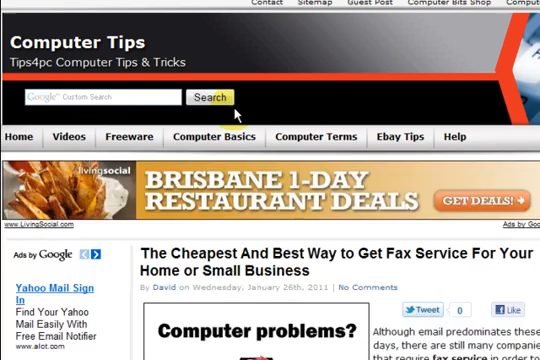 Contact Sitemap Guest Post Computer Bits Shop
Computer Tips
Tips4pc Computer Tips & Tricks
Google™ Custom Search Search
Home Videos Freeware Computer Basics Computer Terms Ebay Tips Help
livingsocial
BRISBANE 1-DAY
RESTAURANT DEALS
GET DEALS!
www.LivingSocial.com Ads by
Ads by Google
The Cheapest And Best Way to Get Fax Service For Your
Home or Small Business
By David on Wednesday, January 26th, 2011 | No Comments
Yahoo Mail Sign
In
Find Your Yahoo
Mail Easily With
Free Email Notifier
www.alot.com
Tweet 0 Like
Computer problems?
Although email predominates these
days, there are still many companie
that require fax service in order to